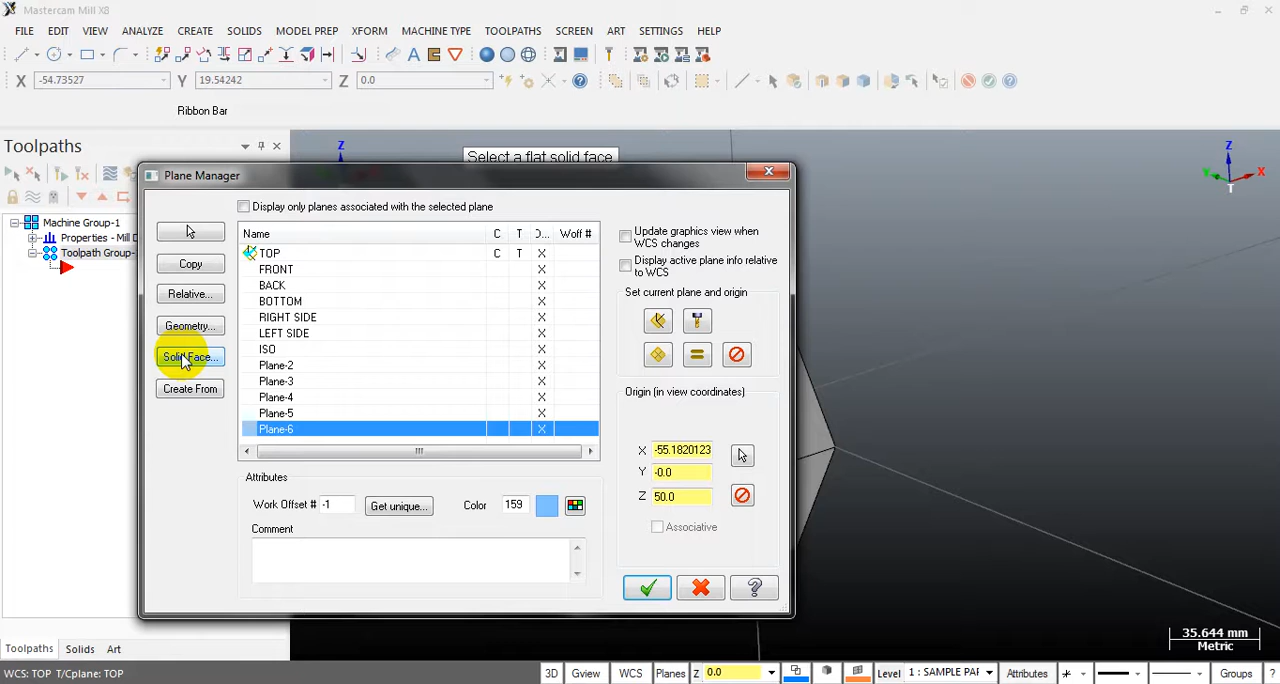 Mastercam Mill X8
FILE EDIT VIEW ANALYZE CREATE SOLIDS MODEL PREP XFORM MACHINE TYPE TOOLPATHS SCREEN ART SETTINGS HELP
X -54.73527 Y 19.54242 Z 0.0
Ribbon Bar
Toolpaths
Machine Group-1
Properties - Mill D
Toolpath Group-
Z
Select a flat solid face
Z
Y X
T
Plane Manager
Display only planes associated with the selected plane
Copy
Relative...
Geometry...
Solid Face...
Create From
Name C T D... Woff #
TOP C T X
FRONT X
BACK X
BOTTOM X
RIGHT SIDE X
LEFT SIDE X
ISO X
Plane-2 X
Plane-3 X
Plane-4 X
Plane-5 X
Plane-6 X
Update graphics view when
WCS changes
Display active plane info relative
to WCS
Set current plane and origin
Origin (in view coordinates)
X -55.1820123
Y -0.0
Z 50.0
Associative
Attributes
Work Offset # -1 Get unique... Color 159
Comment
35.644 mm
Metric
Toolpaths Solids Art
WCS: TOP T/Cplane: TOP
3D Gview WCS Planes Z 0.0 Level 1 : SAMPLE PAR Attributes Groups ?